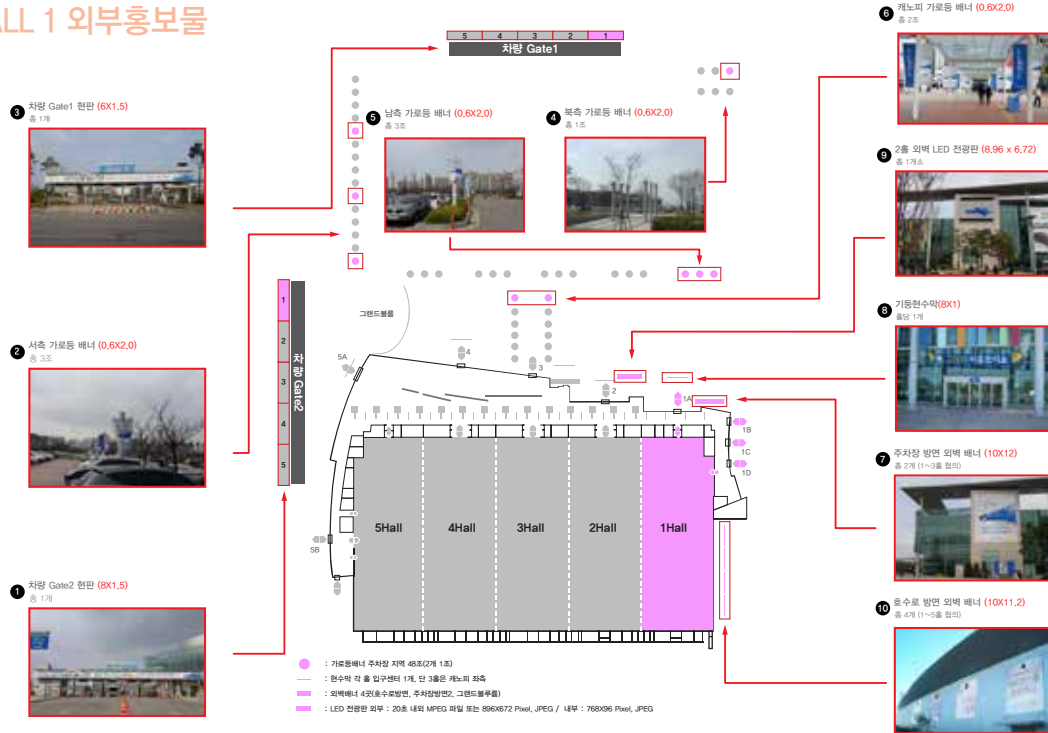 ALL 1 외부홍보물
5 4 3 2 1
차량 Gate1
3 차량 Gate1 현판 (6X1.5)
총 1개
5 남측 가로등 배너 (0.6X2.0)
총 3조
4 북측 가로등 배너 (0.6X2.0)
총 1조
6 캐노피 가로등 배너 (0.6X2.0)
총 2조
9 2홀 외벽 LED 전광판 (8.96 x 6.72)
총 1개소
8 기둥현수막(8X1)
홀당 1개
2 서측 가로등 배너 (0.6X2.0)
총 3조
1
2
3
4
5
차량 Gate2
그랜드볼룸
5A
4
3
2
1A
1B
1C
1D
5B
5Hall 4Hall 3Hall 2Hall 1Hall
7 주차장 방면 외벽 배너 (10X12)
총 2개 (1~3홀 협의)
1 차량 Gate2 현판 (8X1.5)
총 1개
10 호수로 방면 외벽 배너 (10X11.2)
총 4개 (1~5홀 협의)
: 가로등배너 주차장 지역 48조(2개 1조)
: 현수막 각 홀 입구센터 1개, 단 3홀은 캐노피 좌측
: 외벽배너 4곳(호수로방면, 주차장방면2, 그랜드볼루룸)
: LED 전광판 외부 : 20초 내외 MPEG 파일 또는 896X672 Pixel, JPEG / 내부 : 768X96 Pixel, JPEG